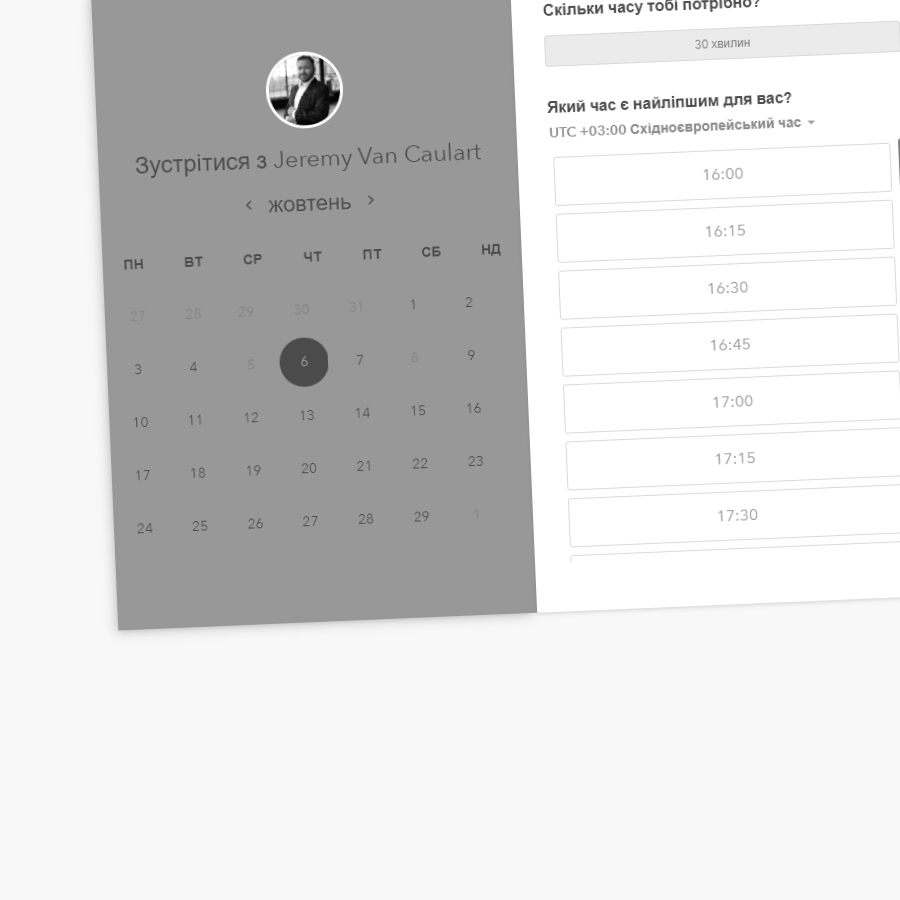 Зустрітися з Jeremy Van Caulart
жовтень
ПН ВТ СР ЧТ ПТ СБ НД
27 28 29 30 31 1 2
3 4 5 6 7 8 9
10 11 12 13 14 15 16
17 18 19 20 21 22 23
24 25 26 27 28 29 1
Скільки часу тобі потрібно?
30 хвилин
Який час є найліпшим для вас?
UTC +03:00 Східноєвропейський час
16:00
16:15
16:30
16:45
17:00
17:15
17:30